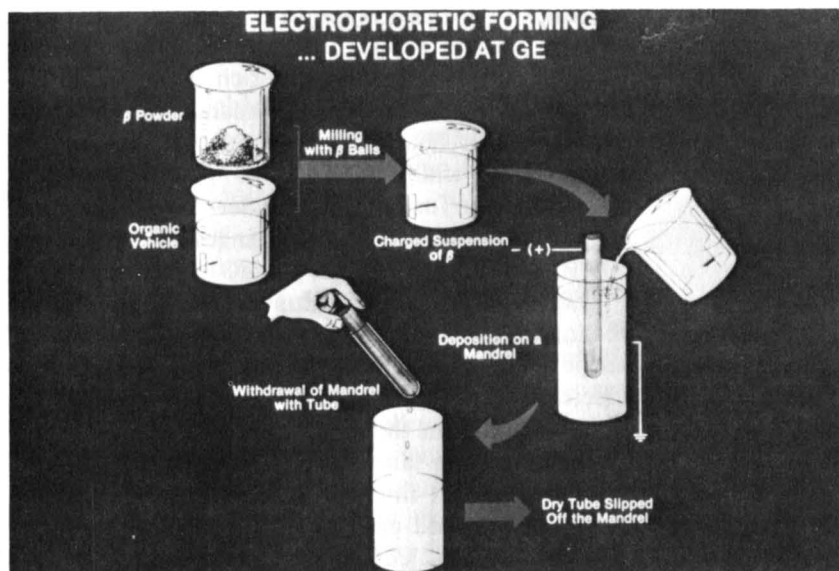 ELECTROPHORETIC FORMING
... DEVELOPED AT GE
β Powder
Milling
with β Balls
Organic
Vehicle
Charged Suspension
of β
– (+)
Deposition on a
Mandrel
Withdrawal of Mandrel
with Tube
Dry Tube Slipped
Off the Mandrel